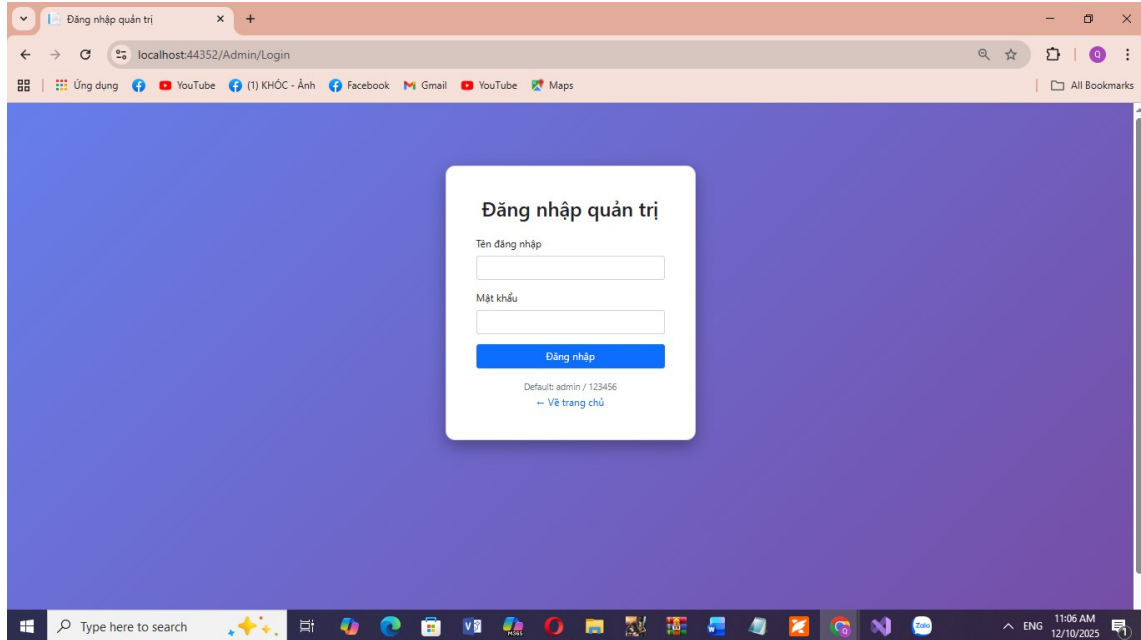 Đăng nhập quản trị
localhost:44352/Admin/Login
Q
Ứng dụng YouTube (1) KHÓC - Ảnh Facebook Gmail YouTube Maps All Bookmarks
Đăng nhập quản trị
Tên đăng nhập
Mật khẩu
Đăng nhập
Default: admin / 123456
← Về trang chủ
Type here to search
M365
Zalo
ENG
11:06 AM
12/10/2025